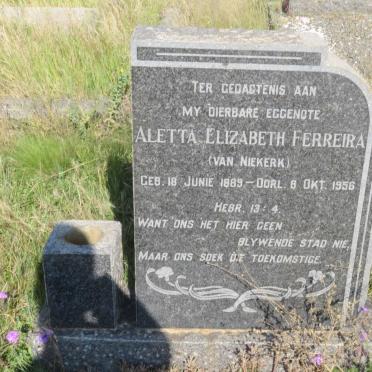 TER GEDAGTENIS AAN
MY DIERBARE EGGENOTE
ALETTA ELIZABETH FERREIRA
(VAN NIEKERK)
GEB. 18 JUNIE 1889 — OORL. 8 OKT. 1956
HEBR. 13:4.
WANT ONS HET HIER GEEN
BLYWENDE STAD NIE,
MAAR ONS SOEK DIE TOEKOMSTIGE.